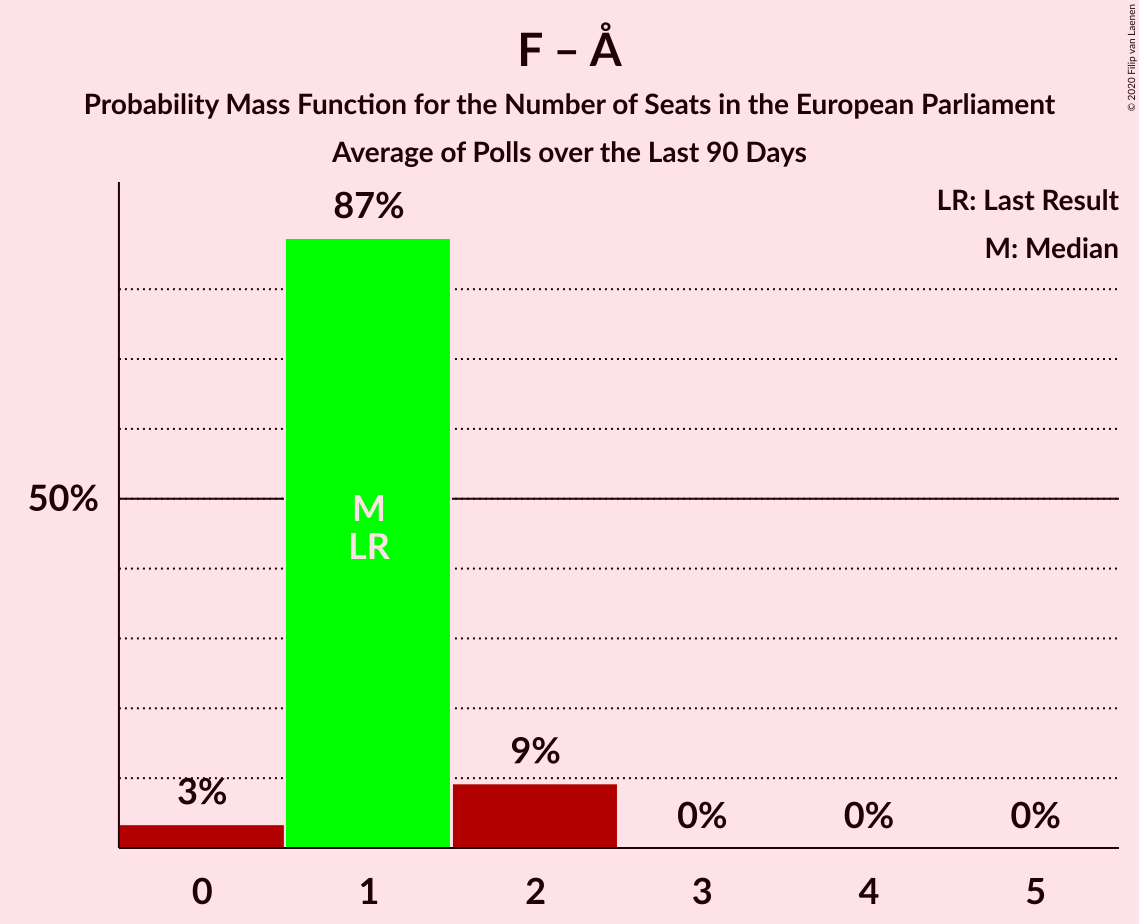 F – Å
Probability Mass Function for the Number of Seats in the European Parliament
Average of Polls over the Last 90 Days
© 2020 Filip van Laenen
LR: Last Result
M: Median
87%
50%
M
LR
9%
3%
0%
0%
0%
0
1
2
3
4
5